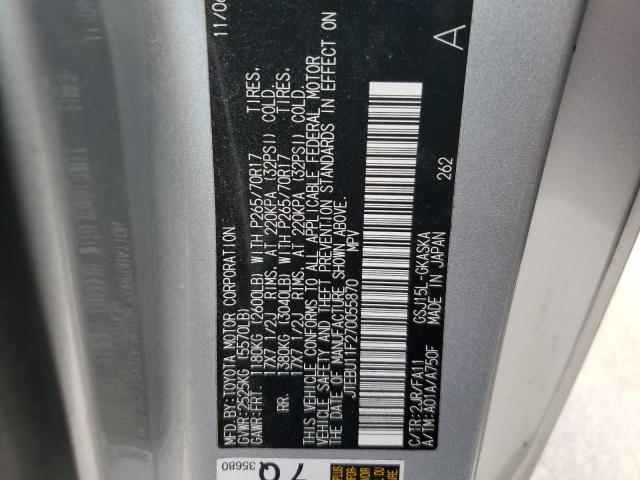 MFD.BY:TOYOTA MOTOR CORPORATION 11/06
GVWR:2525KG (5570LB)
GAWR:FRT. 1180KG (2600LB) WITH P265/70R17 TIRES,
17X7 1/2J RIMS, AT 220KPA (32PSI) COLD.
RR. 1380KG (3040LB) WITH P265/70R17 TIRES,
17X7 1/2J RIMS, AT 220KPA (32PSI) COLD.
THIS VEHICLE CONFORMS TO ALL APPLICABLE FEDERAL MOTOR
VEHICLE SAFETY AND THEFT PREVENTION STANDARDS IN EFFECT ON
THE DATE OF MANUFACTURE SHOWN ABOVE.
JTEBU11F270055870 MPV
A
262
C/TR:2JR/FA11 GSJ15L-GKASKA
A/TM:A01A/A750F MADE IN JAPAN
35680
7Q